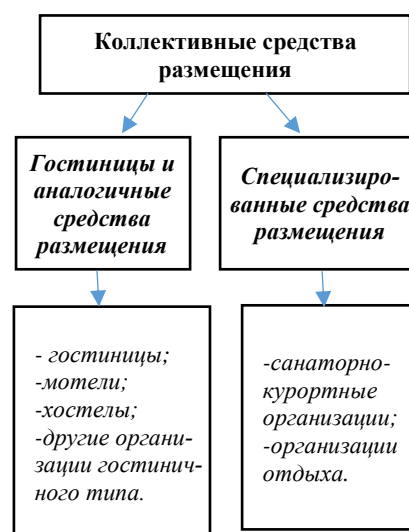 Коллективные средства
размещения
Гостиницы и
аналогичные
средства
размещения
Специализиро-
ванные средства
размещения
- гостиницы;
-мотели;
-хостелы;
-другие органи-
зации гостинич-
ного типа.
-санаторно-
курортные
организации;
-организации
отдыха.